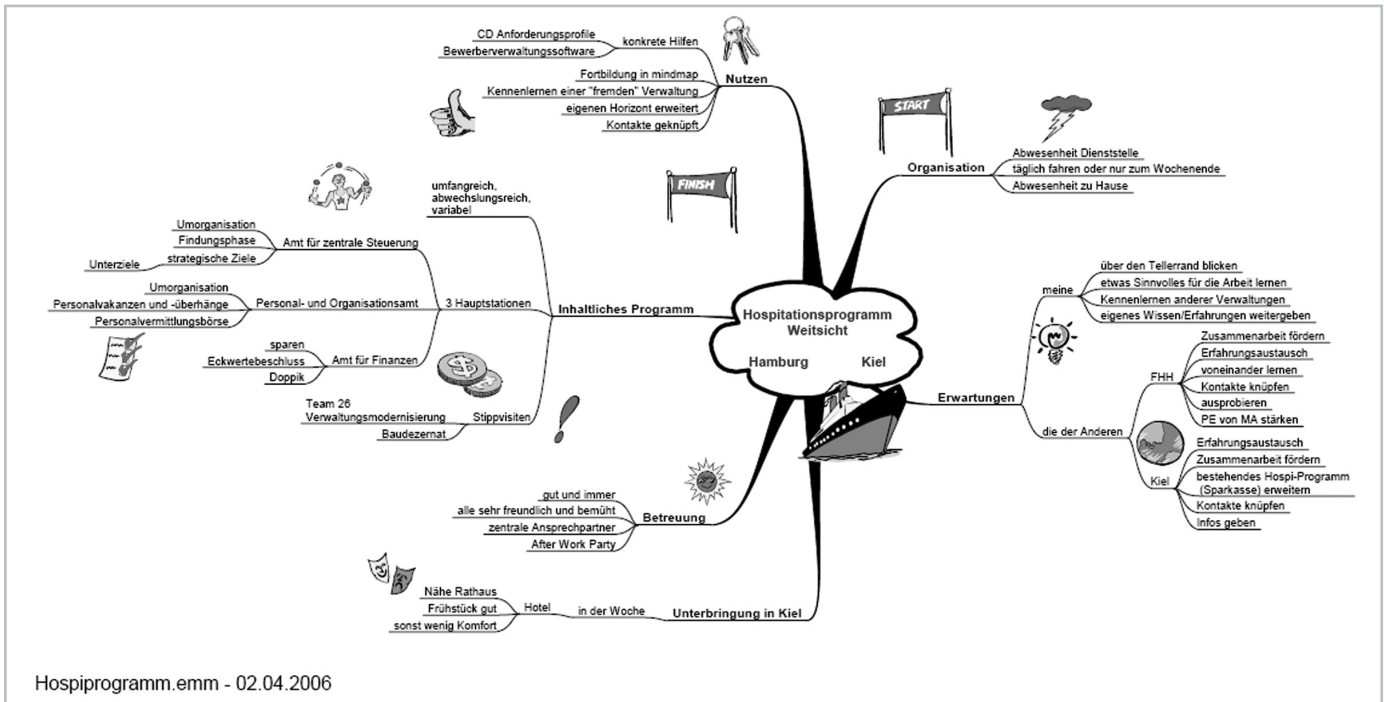 Hospitationsprogramm
Weitsicht
Hamburg Kiel
START
Organisation
Abwesenheit Dienststelle
täglich fahren oder nur zum Wochenende
Abwesenheit zu Hause
Erwartungen
meine
über den Tellerrand blicken
etwas Sinnvolles für die Arbeit lernen
Kennenlernen anderer Verwaltungen
eigenes Wissen/Erfahrungen weitergeben
die der Anderen
FHH
Zusammenarbeit fördern
Erfahrungsaustausch
voneinander lernen
Kontakte knüpfen
ausprobieren
PE von MA stärken
Kiel
Erfahrungsaustausch
Zusammenarbeit fördern
bestehendes Hospi-Programm
(Sparkasse) erweitern
Kontakte knüpfen
Infos geben
Unterbringung in Kiel
in der Woche
Hotel
Nähe Rathaus
Frühstück gut
sonst wenig Komfort
Betreuung
gut und immer
alle sehr freundlich und bemüht
zentrale Ansprechpartner
After Work Party
Inhaltliches Programm
umfangreich,
abwechslungsreich,
variabel
3 Hauptstationen
Amt für zentrale Steuerung
Umorganisation
Findungsphase
strategische Ziele
Unterziele
Personal- und Organisationsamt
Umorganisation
Personalvakanzen und -überhänge
Personalvermittlungsbörse
Amt für Finanzen
sparen
Eckwertebeschluss
Doppik
Stippvisiten
Team 26
Verwaltungsmodernisierung
Baudezernat
FINISH
Nutzen
konkrete Hilfen
CD Anforderungsprofile
Bewerberverwaltungssoftware
Fortbildung in mindmap
Kennenlernen einer "fremden" Verwaltung
eigenen Horizont erweitert
Kontakte geknüpft
Hospiprogramm.emm - 02.04.2006